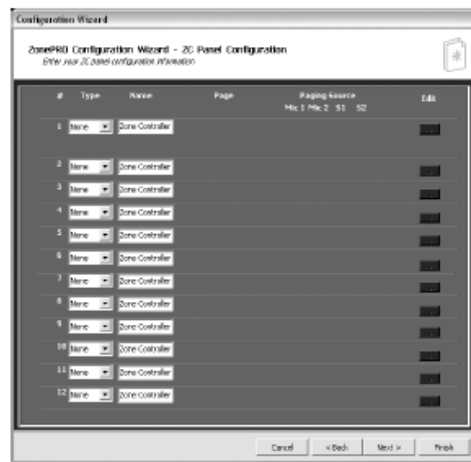 Configuration Wizard
ZonePRO Configuration Wizard - ZC Panel Configuration
Enter your ZC panel configuration information
# Type Name Page Paging Source Edit
Mic 1 Mic 2 S1 S2
1 None Zone Controller
2 None Zone Controller
3 None Zone Controller
4 None Zone Controller
5 None Zone Controller
6 None Zone Controller
7 None Zone Controller
8 None Zone Controller
9 None Zone Controller
10 None Zone Controller
11 None Zone Controller
12 None Zone Controller
Cancel < Back Next > Finish